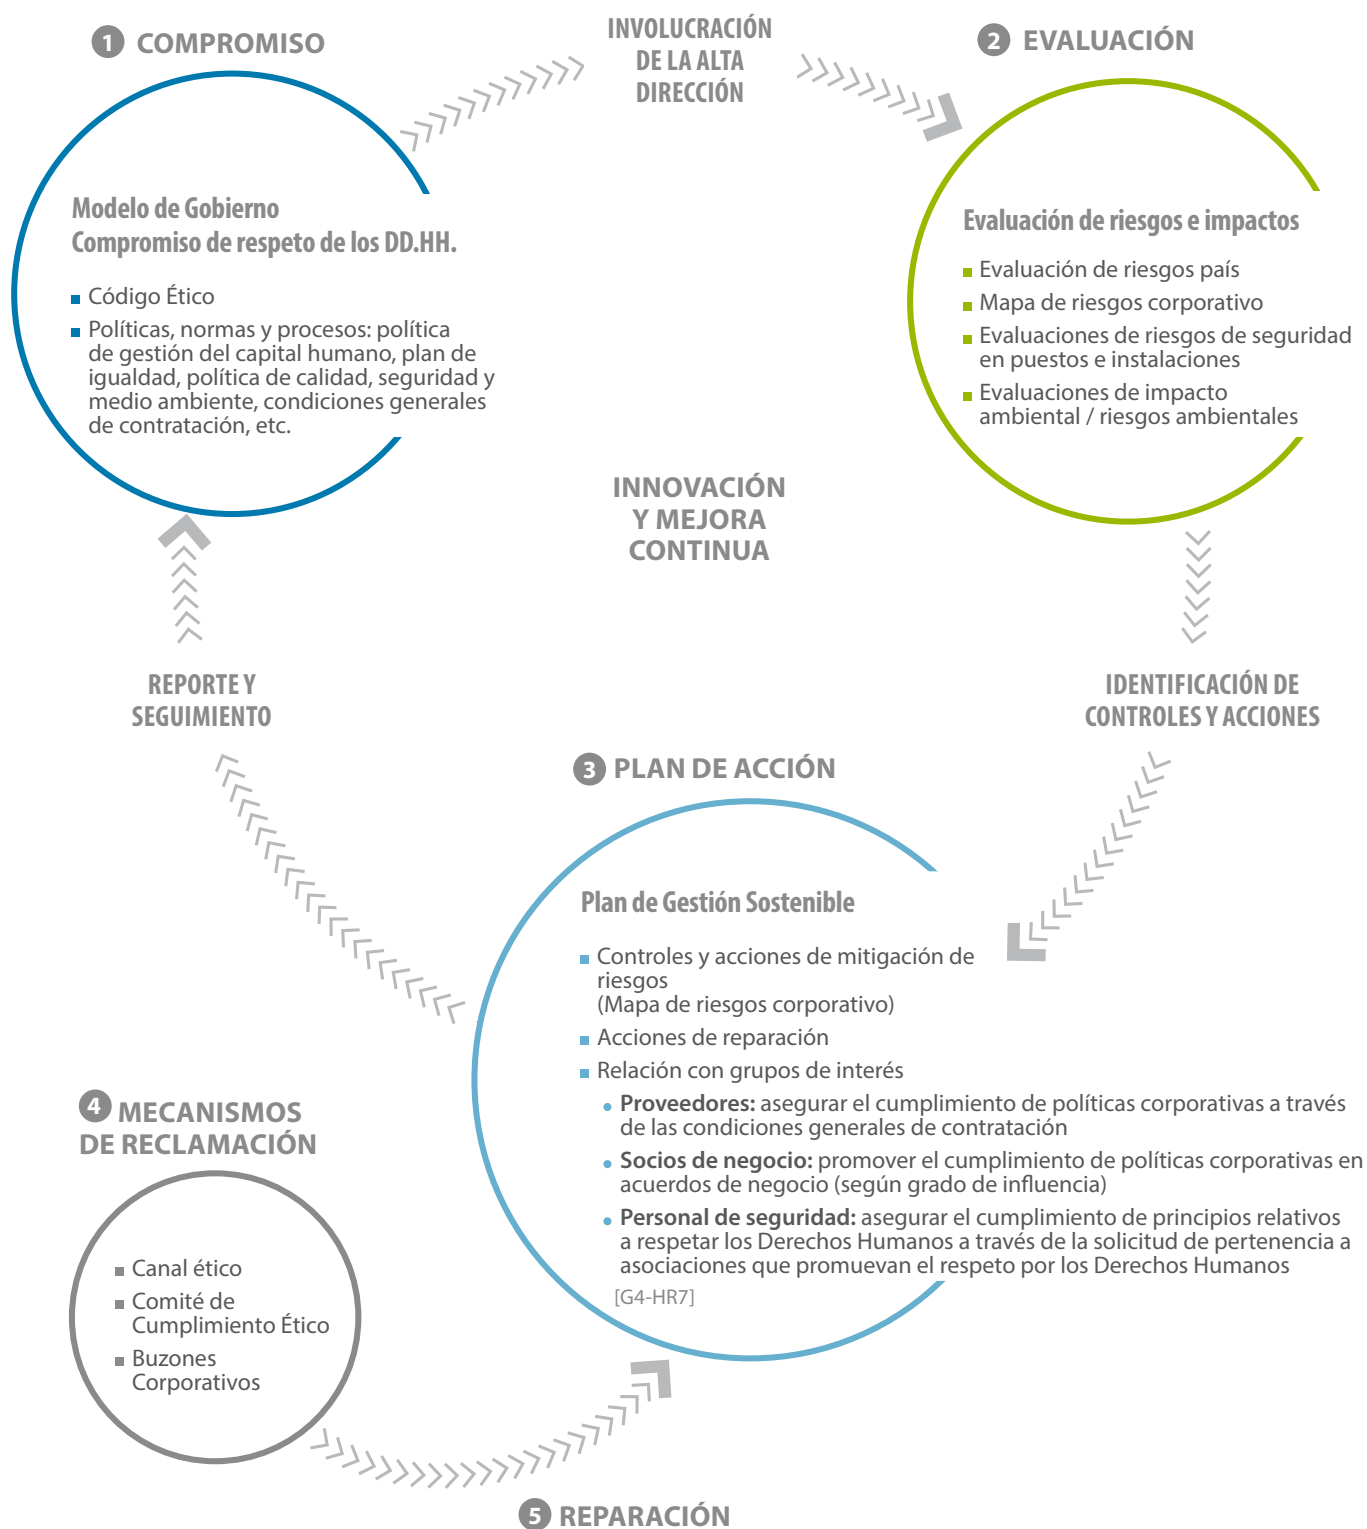 1 COMPROMISO
INVOLUCRACIÓN
DE LA ALTA
DIRECCIÓN
2 EVALUACIÓN
Modelo de Gobierno
Compromiso de respeto de los DD.HH.
Código Ético
Políticas, normas y procesos: política
de gestión del capital humano, plan de
igualdad, política de calidad, seguridad y
medio ambiente, condiciones generales
de contratación, etc.
Evaluación de riesgos e impactos
Evaluación de riesgos país
Mapa de riesgos corporativo
Evaluaciones de riesgos de seguridad
en puestos e instalaciones
Evaluaciones de impacto
ambiental / riesgos ambientales
INNOVACIÓN
Y MEJORA
CONTINUA
REPORTE Y
SEGUIMIENTO
IDENTIFICACIÓN DE
CONTROLES Y ACCIONES
3 PLAN DE ACCIÓN
Plan de Gestión Sostenible
Controles y acciones de mitigación de
riesgos
(Mapa de riesgos corporativo)
Acciones de reparación
Relación con grupos de interés
Proveedores: asegurar el cumplimiento de políticas corporativas a través
de las condiciones generales de contratación
Socios de negocio: promover el cumplimiento de políticas corporativas en
acuerdos de negocio (según grado de influencia)
Personal de seguridad: asegurar el cumplimiento de principios relativos
a respetar los Derechos Humanos a través de la solicitud de pertenencia a
asociaciones que promuevan el respeto por los Derechos Humanos
[G4-HR7]
4 MECANISMOS
DE RECLAMACIÓN
Canal ético
Comité de
Cumplimiento Ético
Buzones
Corporativos
5 REPARACIÓN